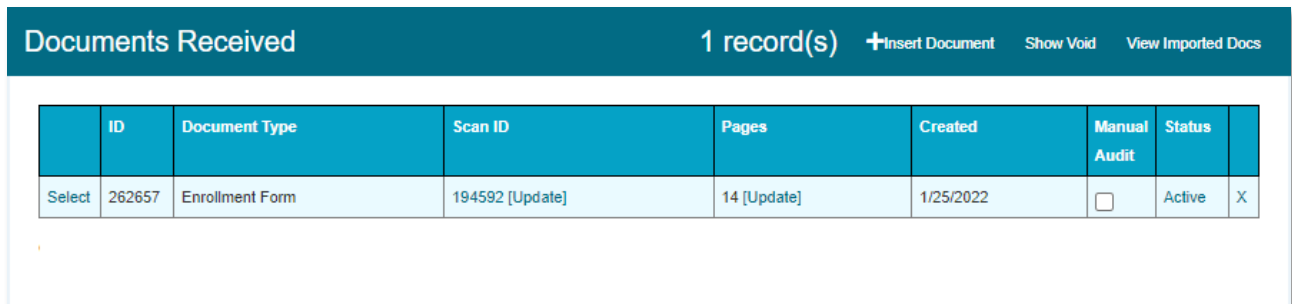 Documents Received 1 record(s) +Insert Document Show Void View Imported Docs
ID Document Type Scan ID Pages Created Manual Audit Status
Select 262657 Enrollment Form 194592 [Update] 14 [Update] 1/25/2022 Active X